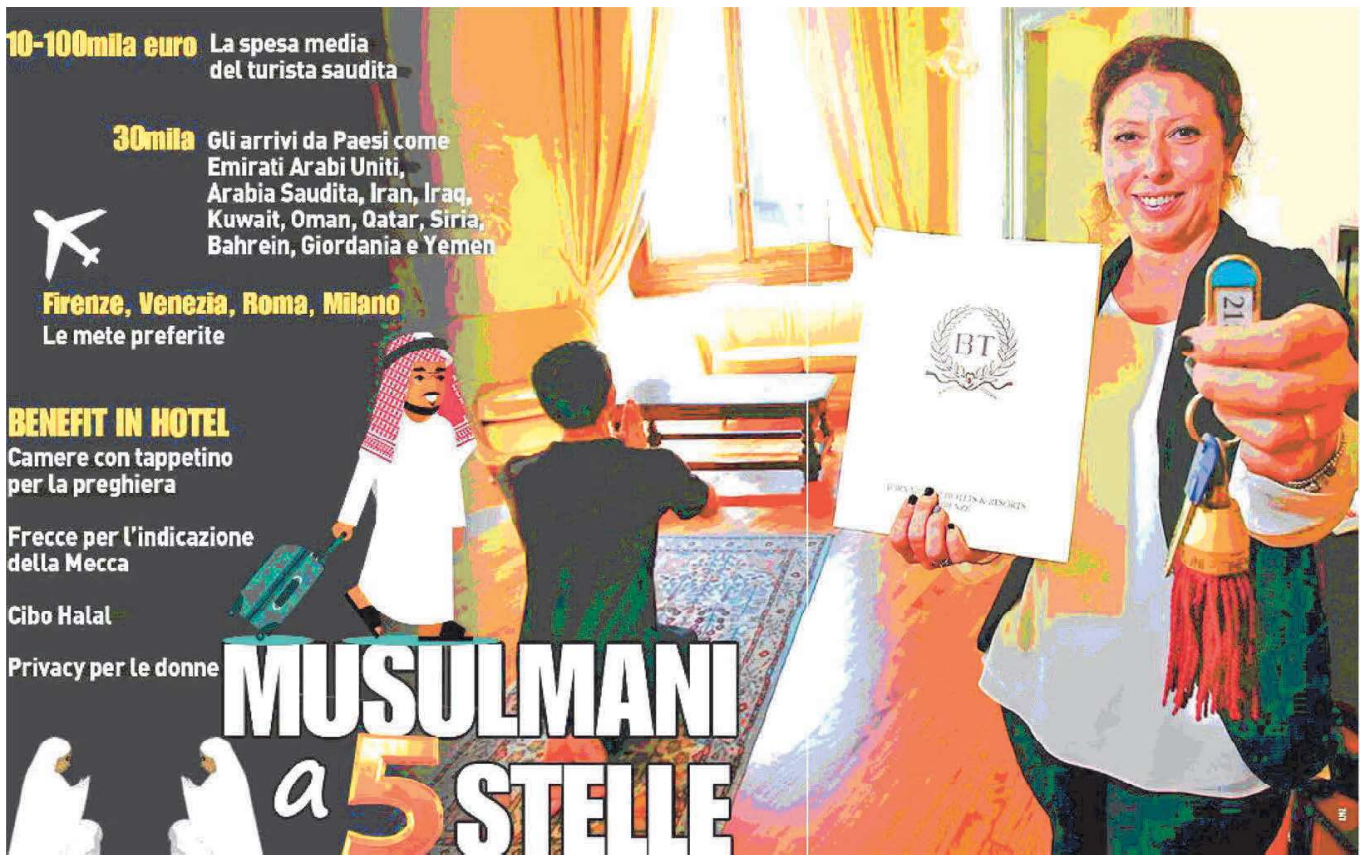 10-100mila euro La spesa media
del turista saudita
30mila Gli arrivi da Paesi come
Emirati Arabi Uniti,
Arabia Saudita, Iran, Iraq,
Kuwait, Oman, Qatar, Siria,
Bahrein, Giordania e Yemen
Firenze, Venezia, Roma, Milano
Le mete preferite
BENEFIT IN HOTEL
Camere con tappetino
per la preghiera
Frecce per l'indicazione
della Mecca
Cibo Halal
Privacy per le donne
MUSULMANI
a 5 STELLE
BT
HOTELS & RESORTS